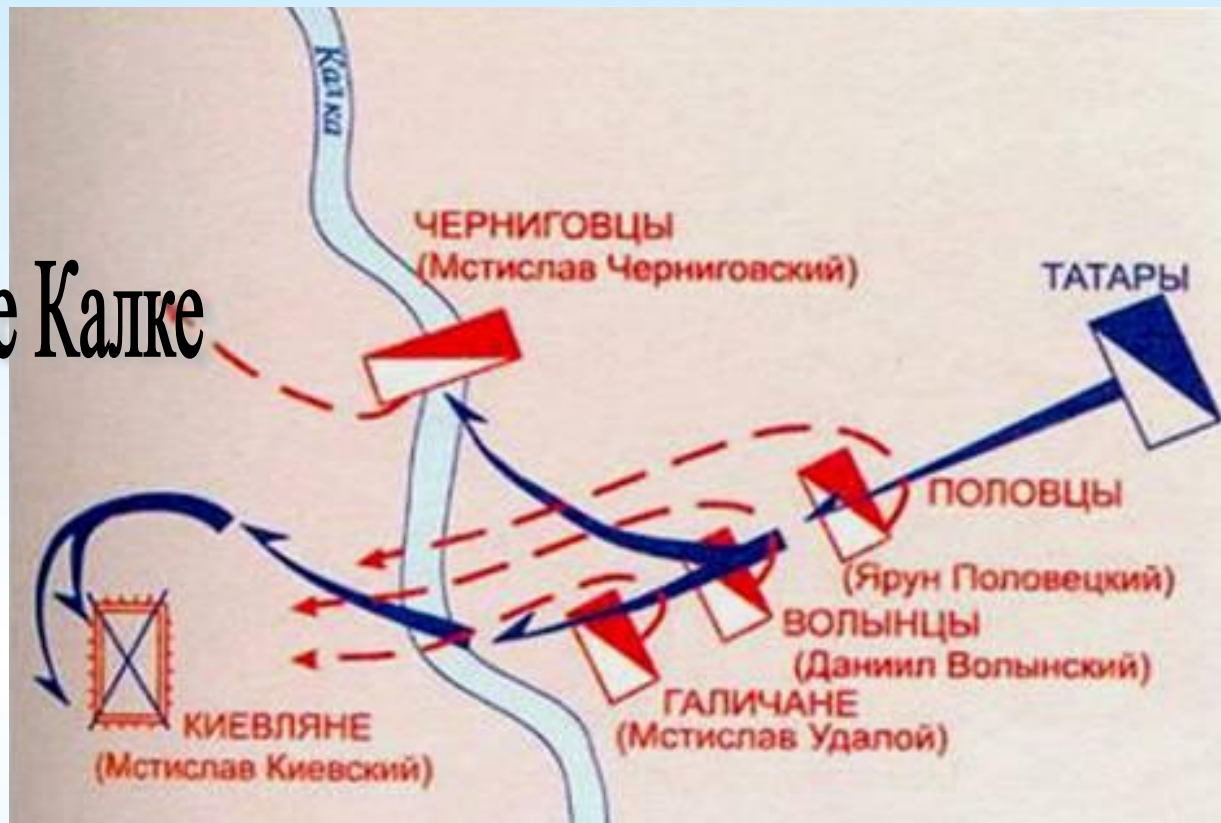 Калка
ЧЕРНИГОВЦЫ
(Мстислав Черниговский)
ТАТАРЫ
е Калке
ПОЛОВЦЫ
(Ярун Половецкий)
ВОЛЫНЦЫ
(Даниил Волынский)
ГАЛИЧАНЕ
(Мстислав Удалой)
КИЕВЛЯНЕ
(Мстислав Киевский)